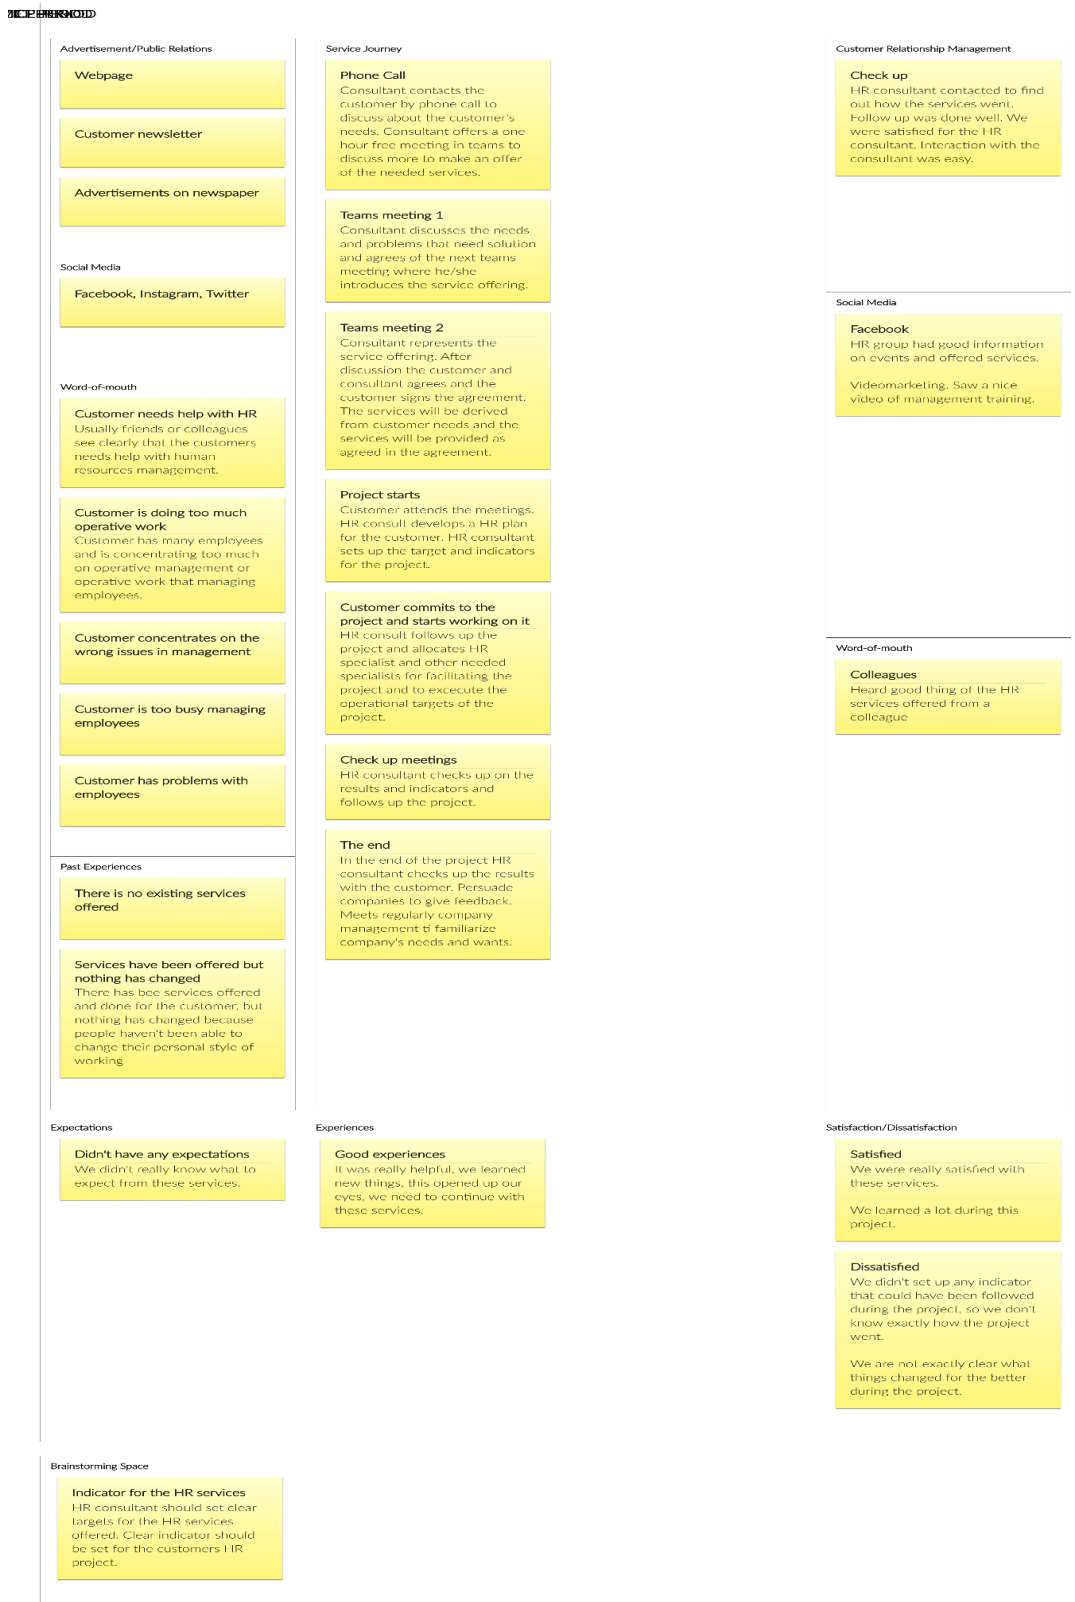 Advertisement/Public Relations
Webpage
Customer newsletter
Advertisements on newspaper
Social Media
Facebook, Instagram, Twitter
Word-of-mouth
Customer needs help with HR
Usually friends or colleagues
see clearly that the customers
needs help with human
resources management.
Customer is doing too much
operative work
Customer has many employees
and is concentrating too much
on operative management or
operative work that managing
employees.
Customer concentrates on the
wrong issues in management
Customer is too busy managing
employees
Customer has problems with
employees
Past Experiences
There is no existing services
offered
Services have been offered but
nothing has changed
There has bee services offered
and done for the customer, but
nothing has changed because
people haven't been able to
change their personal style of
working
Service Journey
Phone Call
Consultant contacts the
customer by phone call to
discuss about the customer's
needs. Consultant offers a one
hour free meeting in teams to
discuss more to make an offer
of the needed services.
Teams meeting 1
Consultant discusses the needs
and problems that need solution
and agrees of the next teams
meeting where he/she
introduces the service offering.
Teams meeting 2
Consultant represents the
service offering. After
discussion the customer and
consultant agrees and the
customer signs the agreement.
The services will be derived
from customer needs and the
services will be provided as
agreed in the agreement.
Project starts
Customer attends the meetings.
HR consult develops a HR plan
for the customer. HR consultant
sets up the target and indicators
for the project.
Customer commits to the
project and starts working on it
HR consult follows up the
project and allocates HR
specialist and other needed
specialists for facilitating the
project and to excecute the
operational targets of the
project.
Check up meetings
HR consultant checks up on the
results and indicators and
follows up the project.
The end
In the end of the project HR
consultant checks up the results
with the customer. Persuade
companies to give feedback.
Meets regularly company
management ti familiarize
company's needs and wants.
Customer Relationship Management
Check up
HR consultant contacted to find
out how the services went.
Follow up was done well. We
were satisfied for the HR
consultant. Interaction with the
consultant was easy.
Social Media
Facebook
HR group had good information
on events and offered services.
Videomarketing. Saw a nice
video of management training.
Word-of-mouth
Colleagues
Heard good thing of the HR
services offered from a
colleague
Expectations
Didn't have any expectations
We didn't really know what to
expect from these services.
Experiences
Good experiences
It was really helpful, we learned
new things, this opened up our
eyes, we need to continue with
these services.
Satisfaction/Dissatisfaction
Satisfied
We were really satisfied with
these services.
We learned a lot during this
project.
Dissatisfied
We didn't set up any indicator
that could have been followed
during the project, so we don't
know exactly how the project
went.
We are not exactly clear what
things changed for the better
during the project.
Brainstorming Space
Indicator for the HR services
HR consultant should set clear
targets for the HR services
offered. Clear indicator should
be set for the customers HR
project.